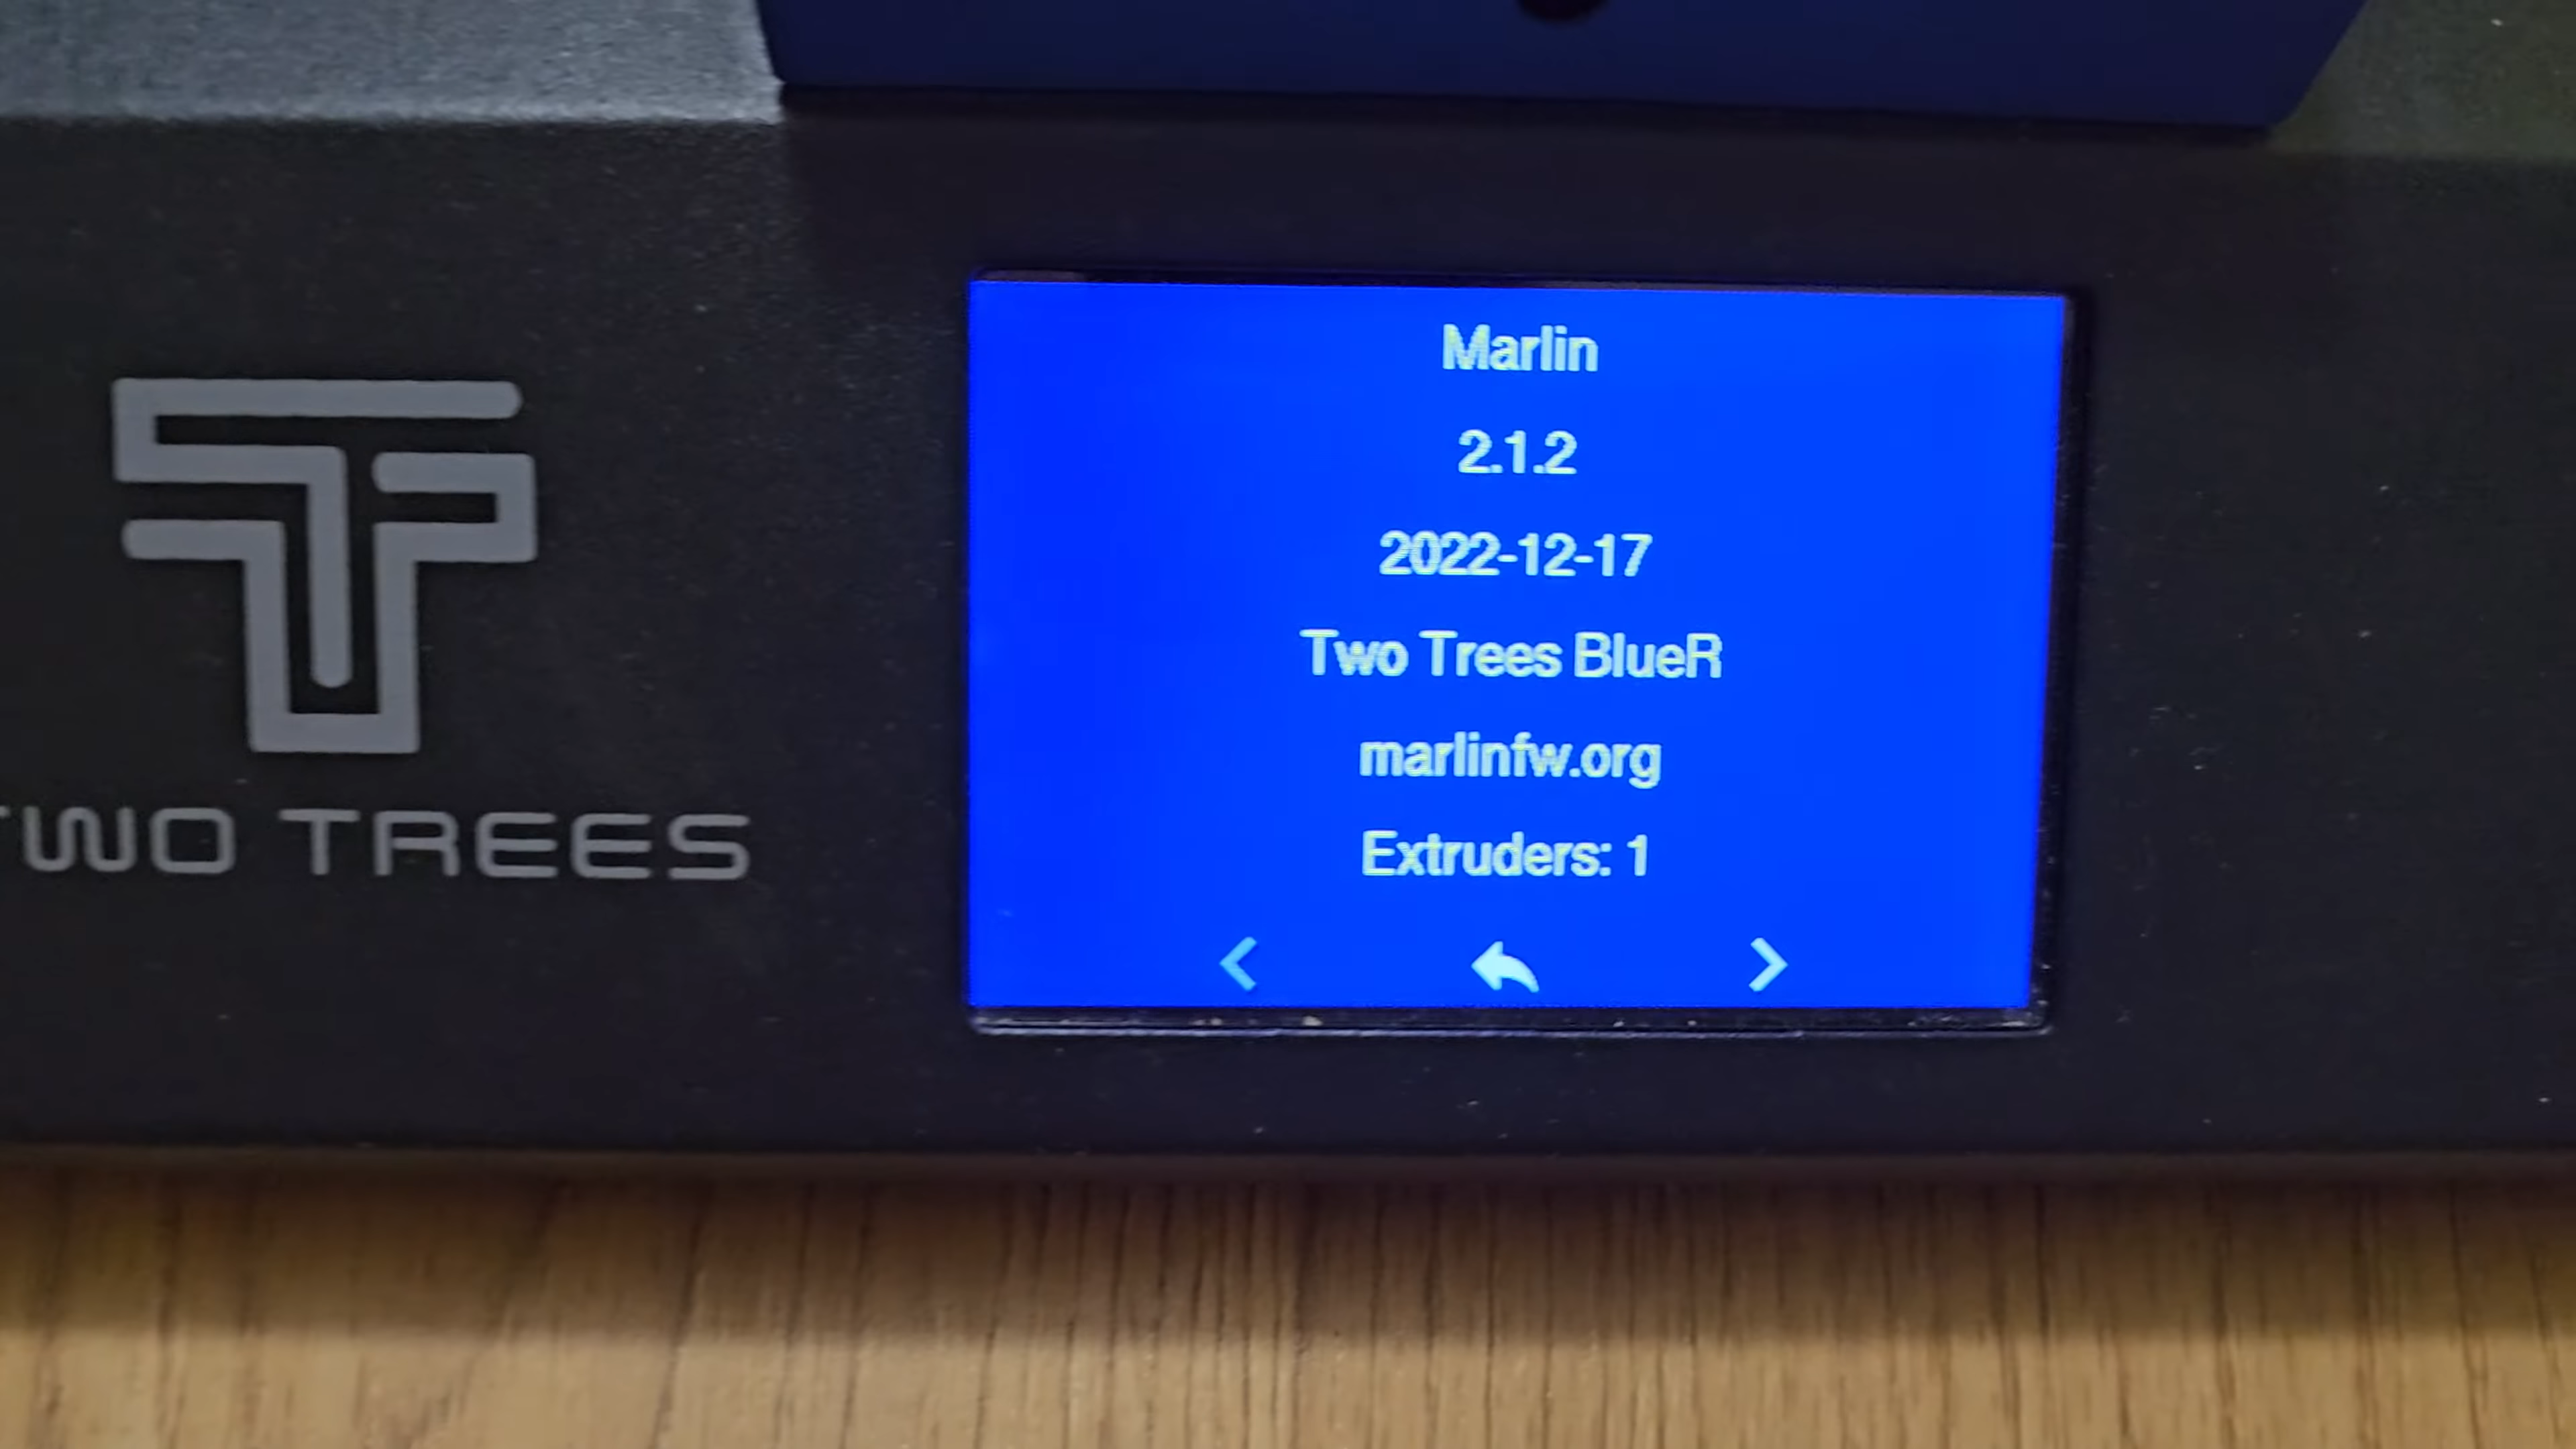 Marlin
2.1.2
2022-12-17
Two Trees BlueR
marlinfw.org
Extruders: 1
TWO TREES